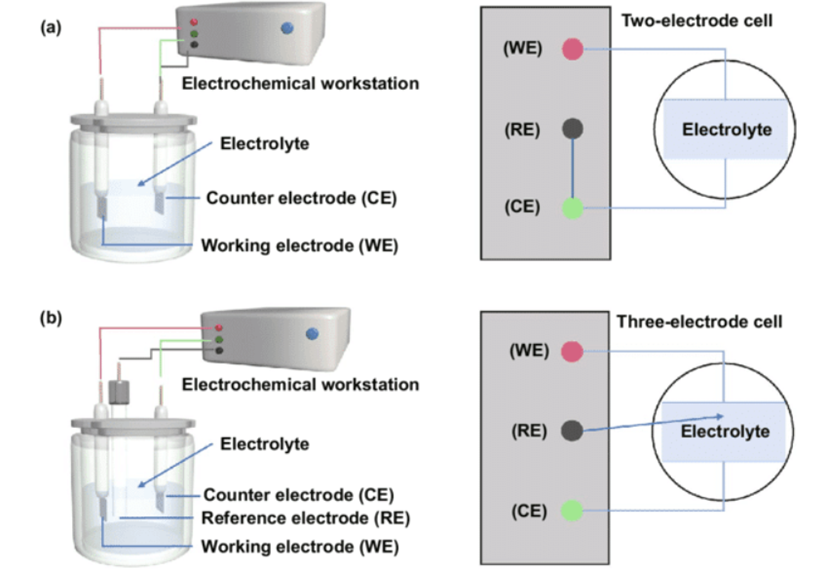 (a)
Electrochemical workstation
Electrolyte
Counter electrode (CE)
Working electrode (WE)
Two-electrode cell
(WE)
(RE)
Electrolyte
(CE)
(b)
Electrochemical workstation
Electrolyte
Counter electrode (CE)
Reference electrode (RE)
Working electrode (WE)
Three-electrode cell
(WE)
(RE)
Electrolyte
(CE)